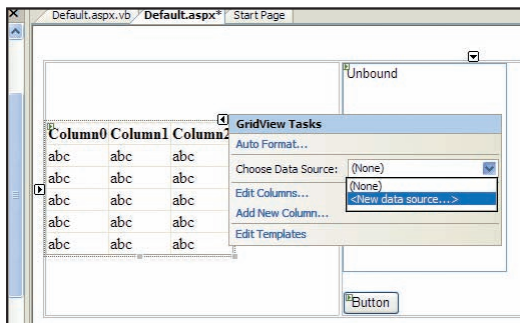 Default.aspx.vb Default.aspx* Start Page
Unbound
Column0 Column1 Column2
abc abc abc
abc abc abc
abc abc abc
abc abc abc
abc abc abc
GridView Tasks
Auto Format...
Choose Data Source: (None)
(None)
<New data source...>
Edit Columns...
Add New Column...
Edit Templates
Button